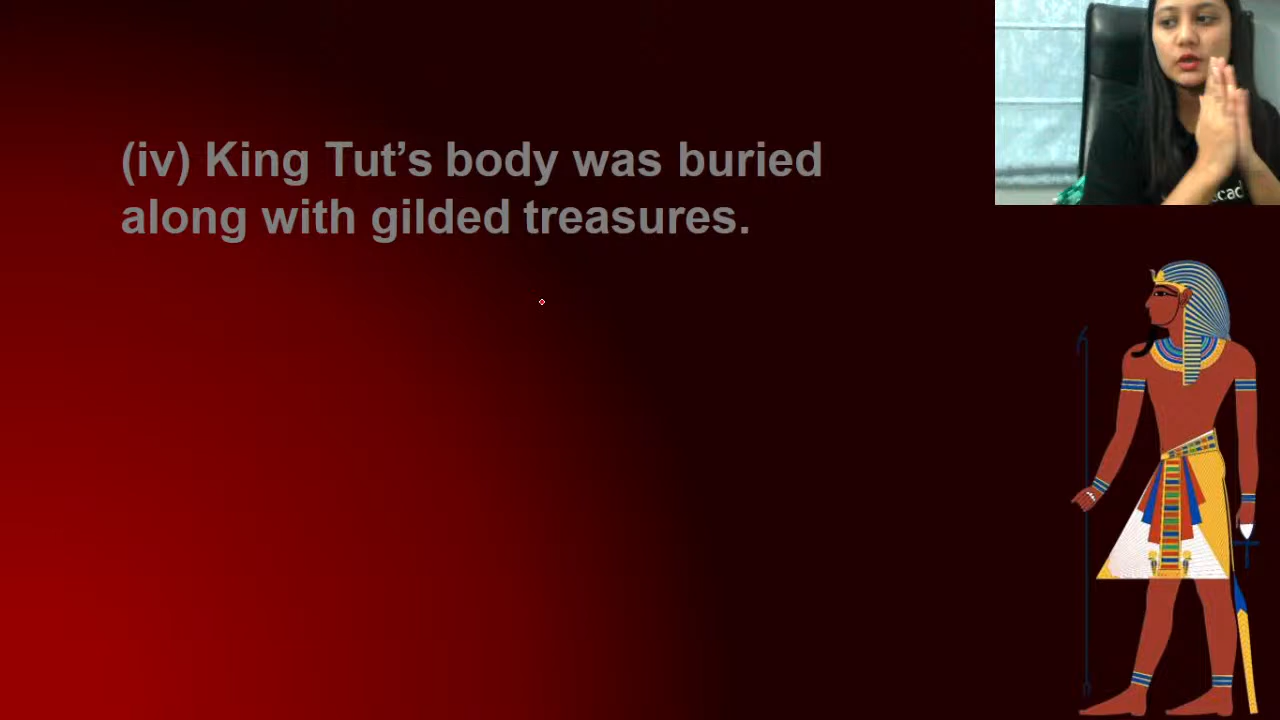 (iv) King Tut’s body was buried
along with gilded treasures.